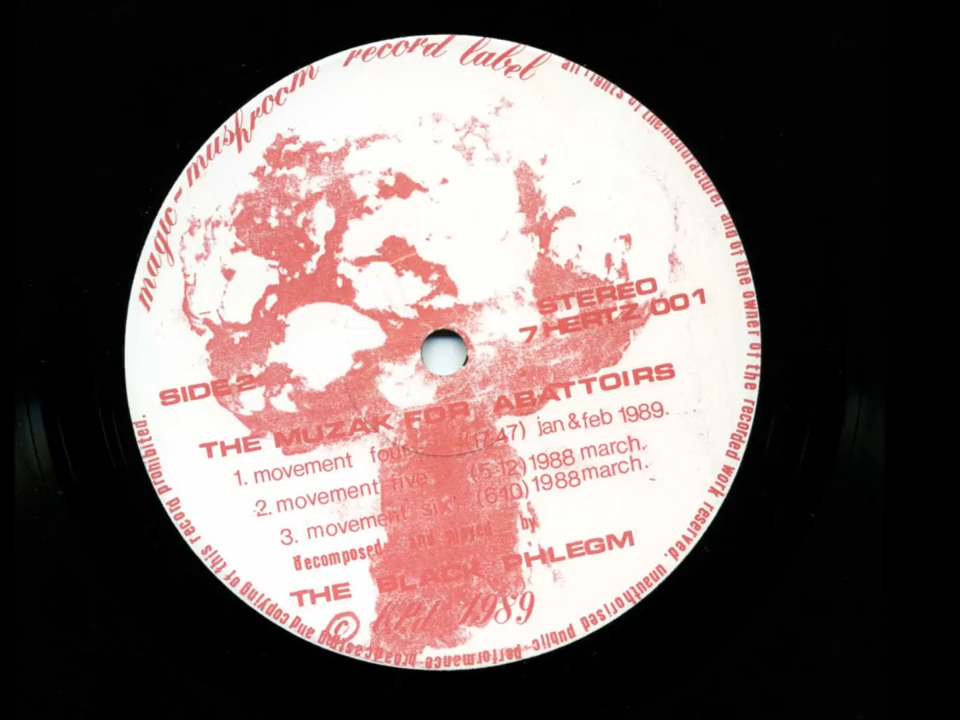 magic-mushroom record label
all rights of the manufacturer and of the owner of the recorded work reserved. unauthorised public performance broadcasting and copying of this record prohibited.
STEREO
7 HERTZ 001
SIDE 2
THE MUZAK FOR ABATTOIRS
1. movement four (17.47) jan & feb 1989.
2. movement five (5:12) 1988 march.
3. movement six (6:10) 1988 march.
Recomposed and played by
THE BLACK PHLEGM
© 1989